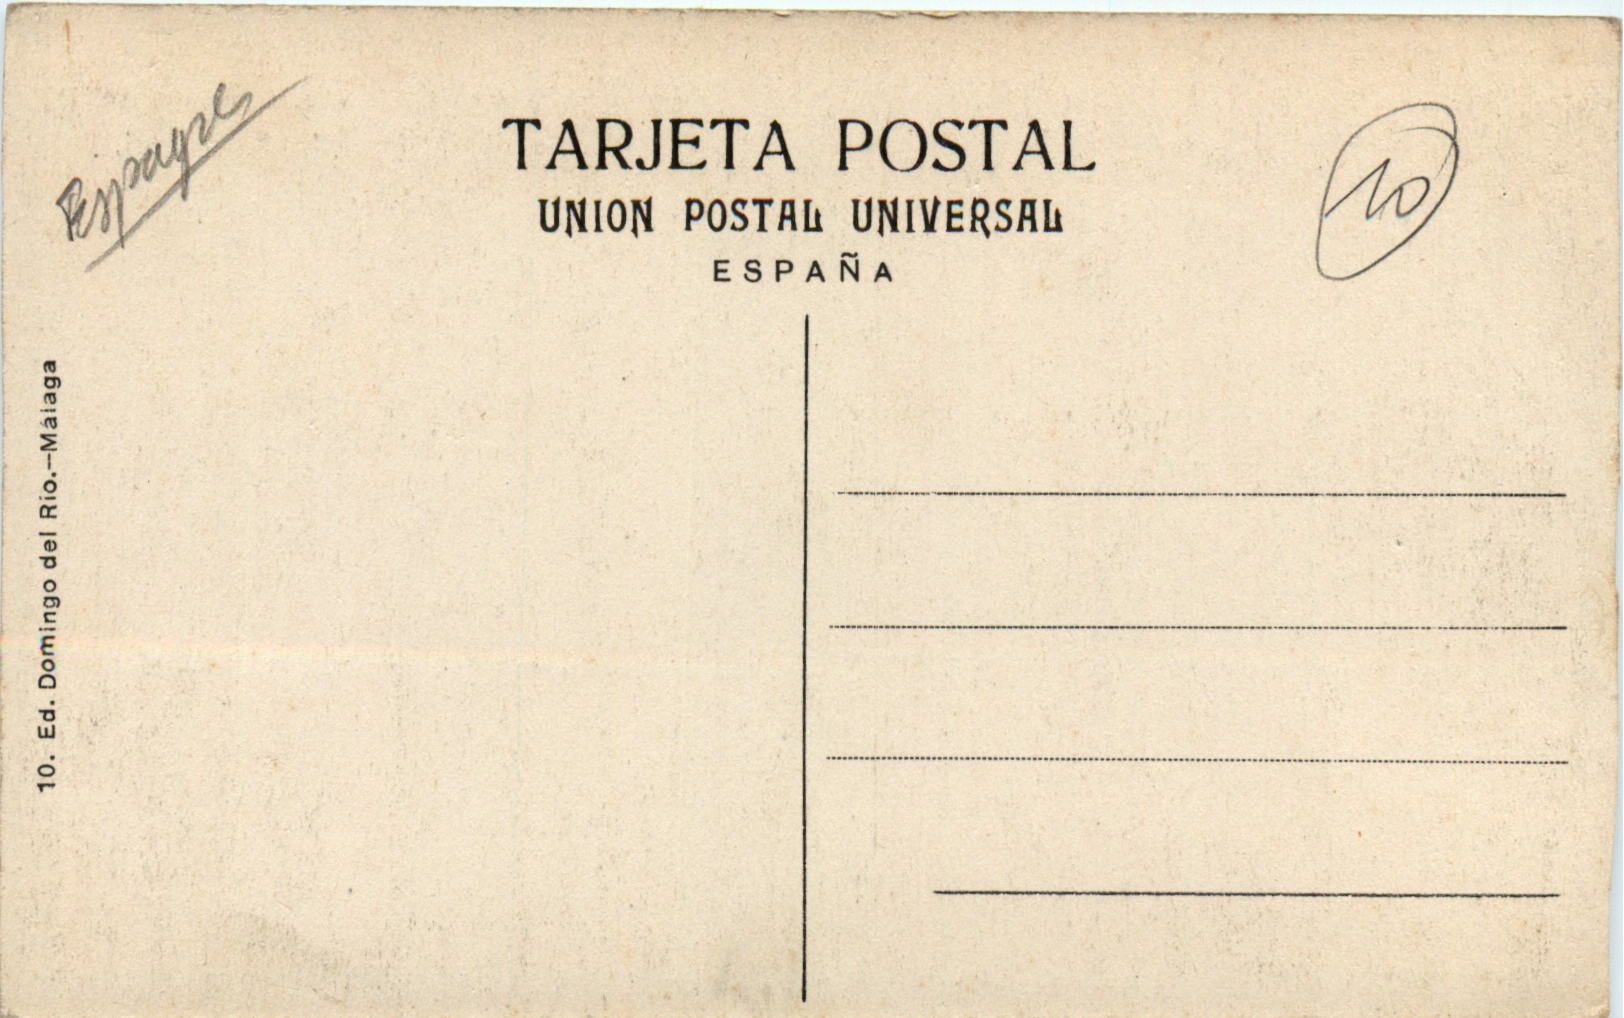 Espagne
TARJETA POSTAL
UNION POSTAL UNIVERSAL
ESPAÑA
10
10. Ed. Domingo del Río.—Málaga